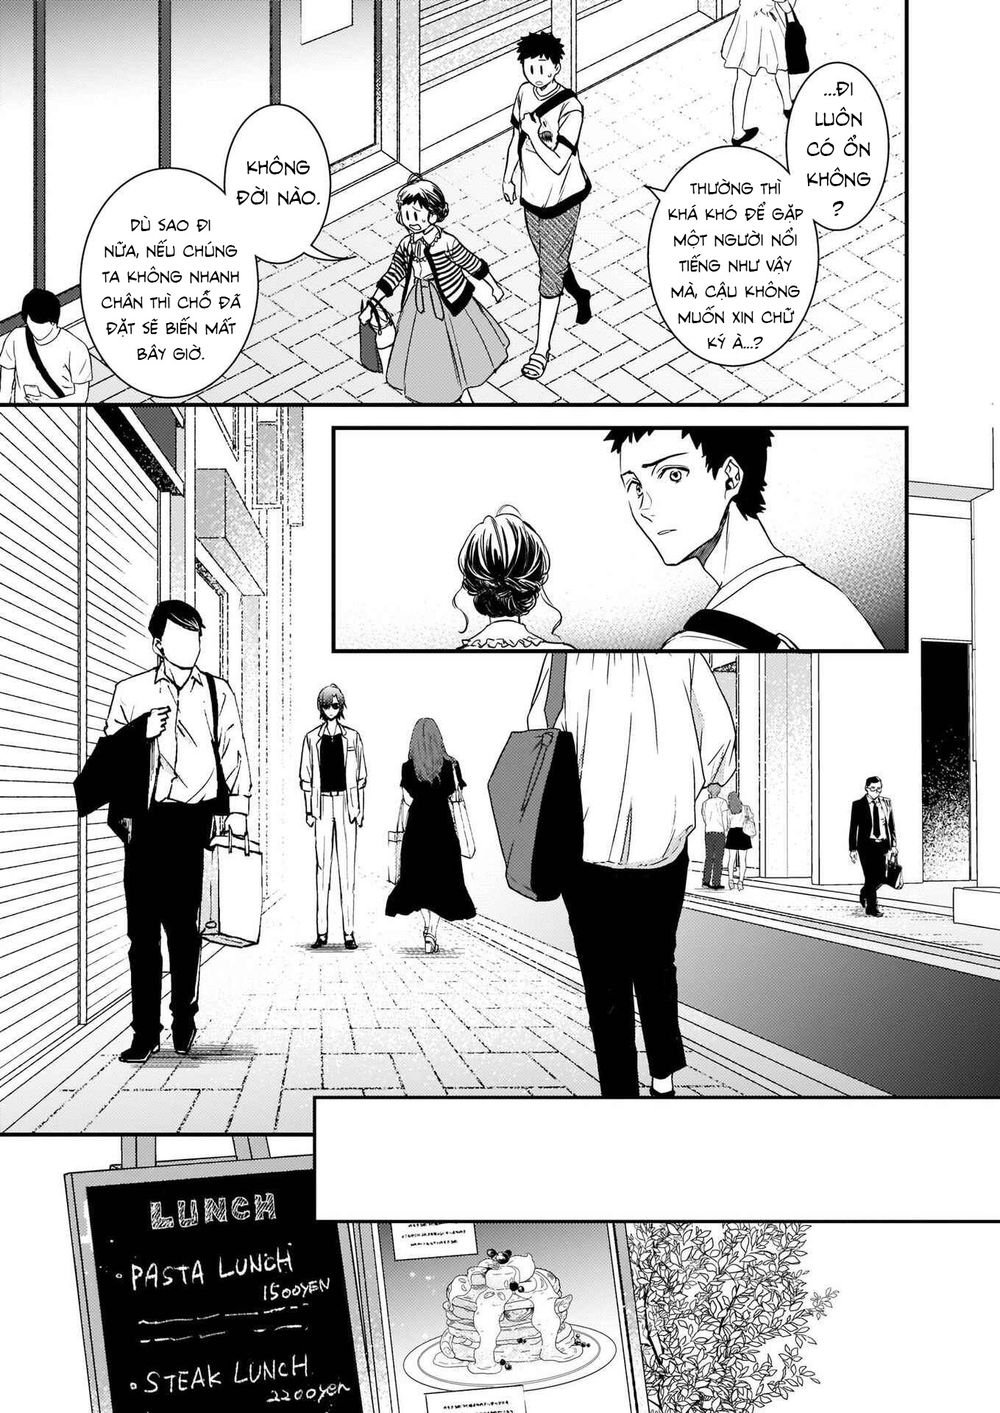 ...ĐI
LUÔN
CÓ ỔN
KHÔNG
?
THƯỜNG THÌ
KHÁ KHÓ ĐỂ GẶP
MỘT NGƯỜI NỔI
TIẾNG NHƯ VẬY
MÀ, CẬU KHÔNG
MUỐN XIN CHỮ
KÝ À...?
KHÔNG
ĐỜI NÀO.
DÙ SAO ĐI
NỮA, NẾU CHÚNG
TA KHÔNG NHANH
CHÂN THÌ CHỖ ĐÃ
ĐẶT SẼ BIẾN MẤT
BÂY GIỜ.
LUNCH
• PASTA LUNCH
1500YEN
• STEAK LUNCH
2200YEN